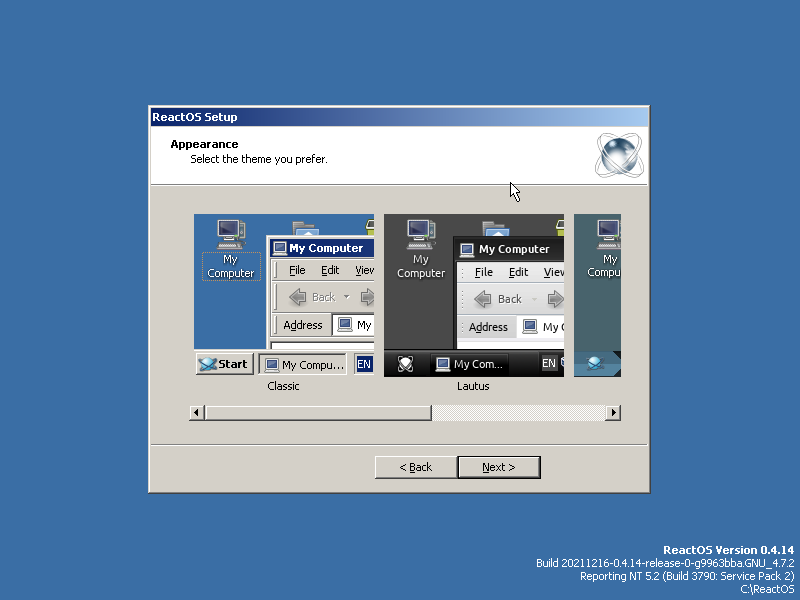 ReactOS Setup
Appearance
Select the theme you prefer.
My Computer
My
Computer
File Edit View
Back
Address My
Start My Compu... EN
Classic
My Computer
My
Computer
File Edit View
Back
Address My
My Com... EN
Lautus
My
Compu
< Back Next >
ReactOS Version 0.4.14
Build 20211216-0.4.14-release-0-g9963bba.GNU_4.7.2
Reporting NT 5.2 (Build 3790: Service Pack 2)
C:\ReactOS